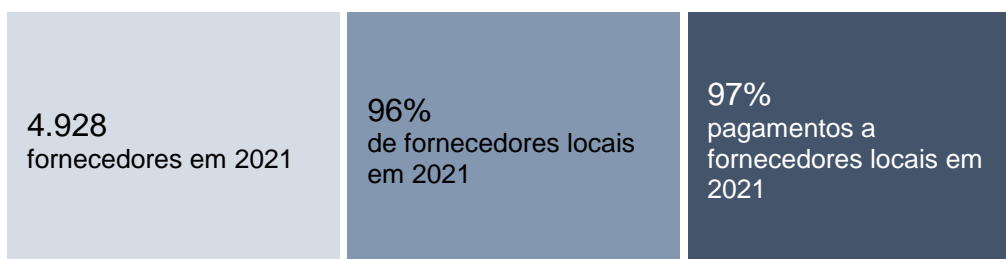 4.928
fornecedores em 2021
96%
de fornecedores locais
em 2021
97%
pagamentos a
fornecedores locais em
2021